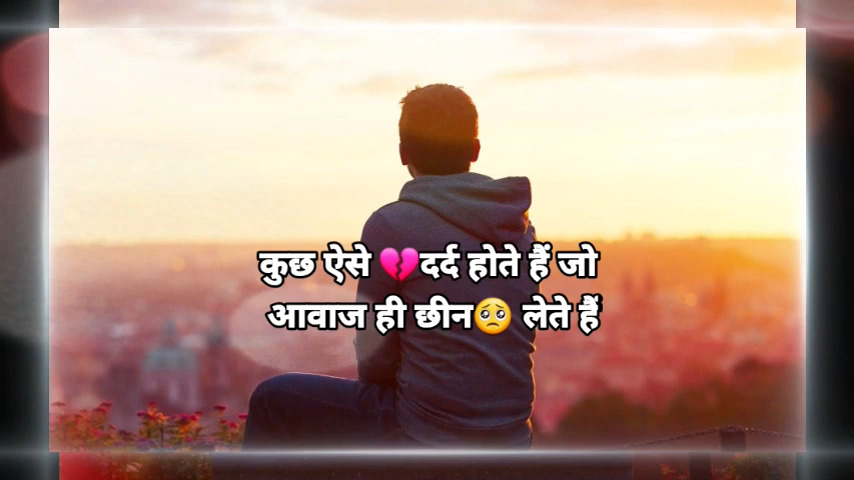 कुछ ऐसे 💔दर्द होते हैं जो
आवाज ही छीन🥺 लेते हैं